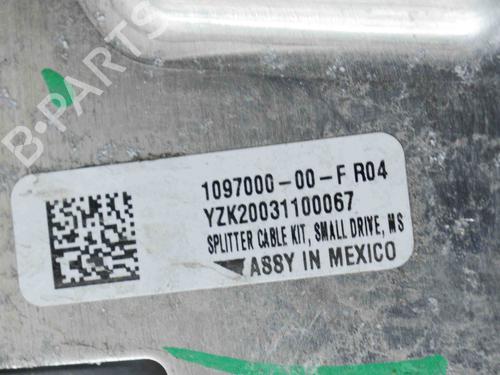 B-PARTS
1097000-00-F R04
YZK20031100067
SPLITTER CABLE KIT, SMALL DRIVE, MS
ASSY IN MEXICO